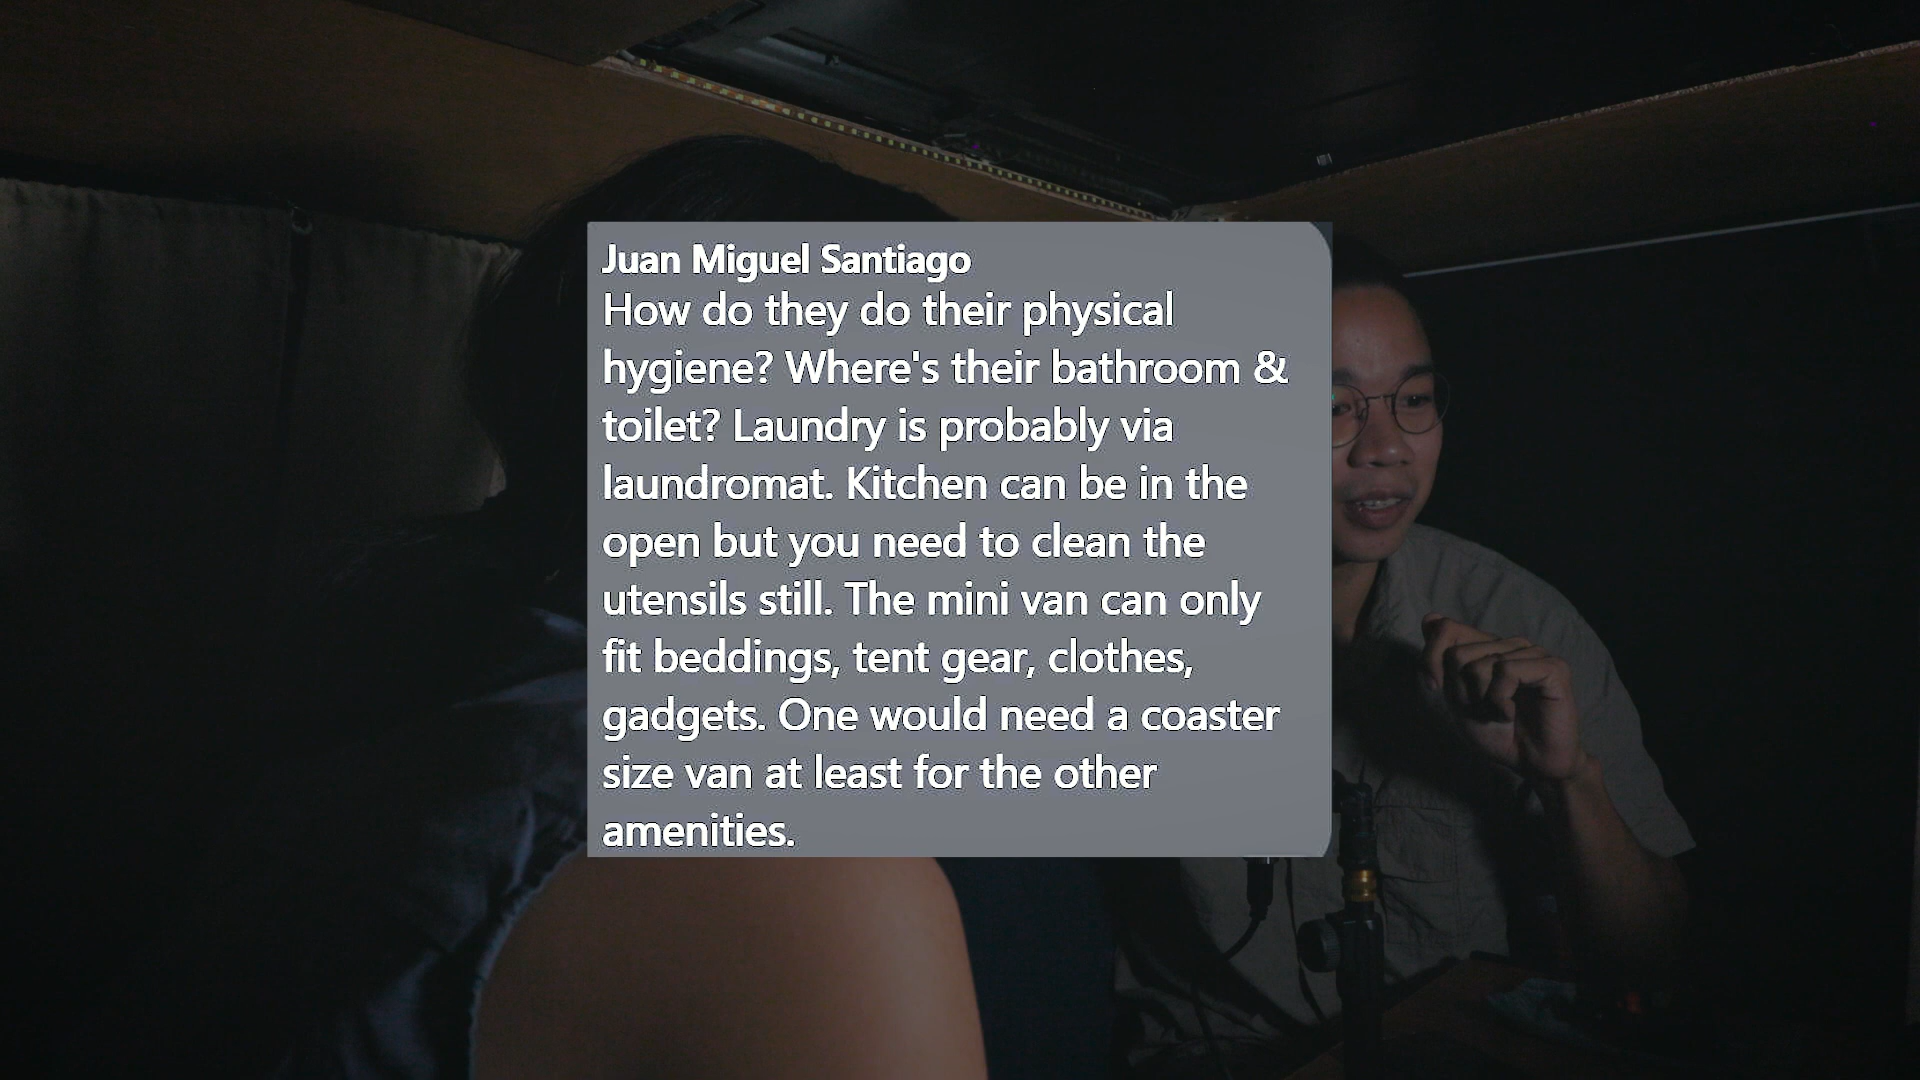 Juan Miguel Santiago
How do they do their physical
hygiene? Where's their bathroom &
toilet? Laundry is probably via
laundromat. Kitchen can be in the
open but you need to clean the
utensils still. The mini van can only
fit beddings, tent gear, clothes,
gadgets. One would need a coaster
size van at least for the other
amenities.